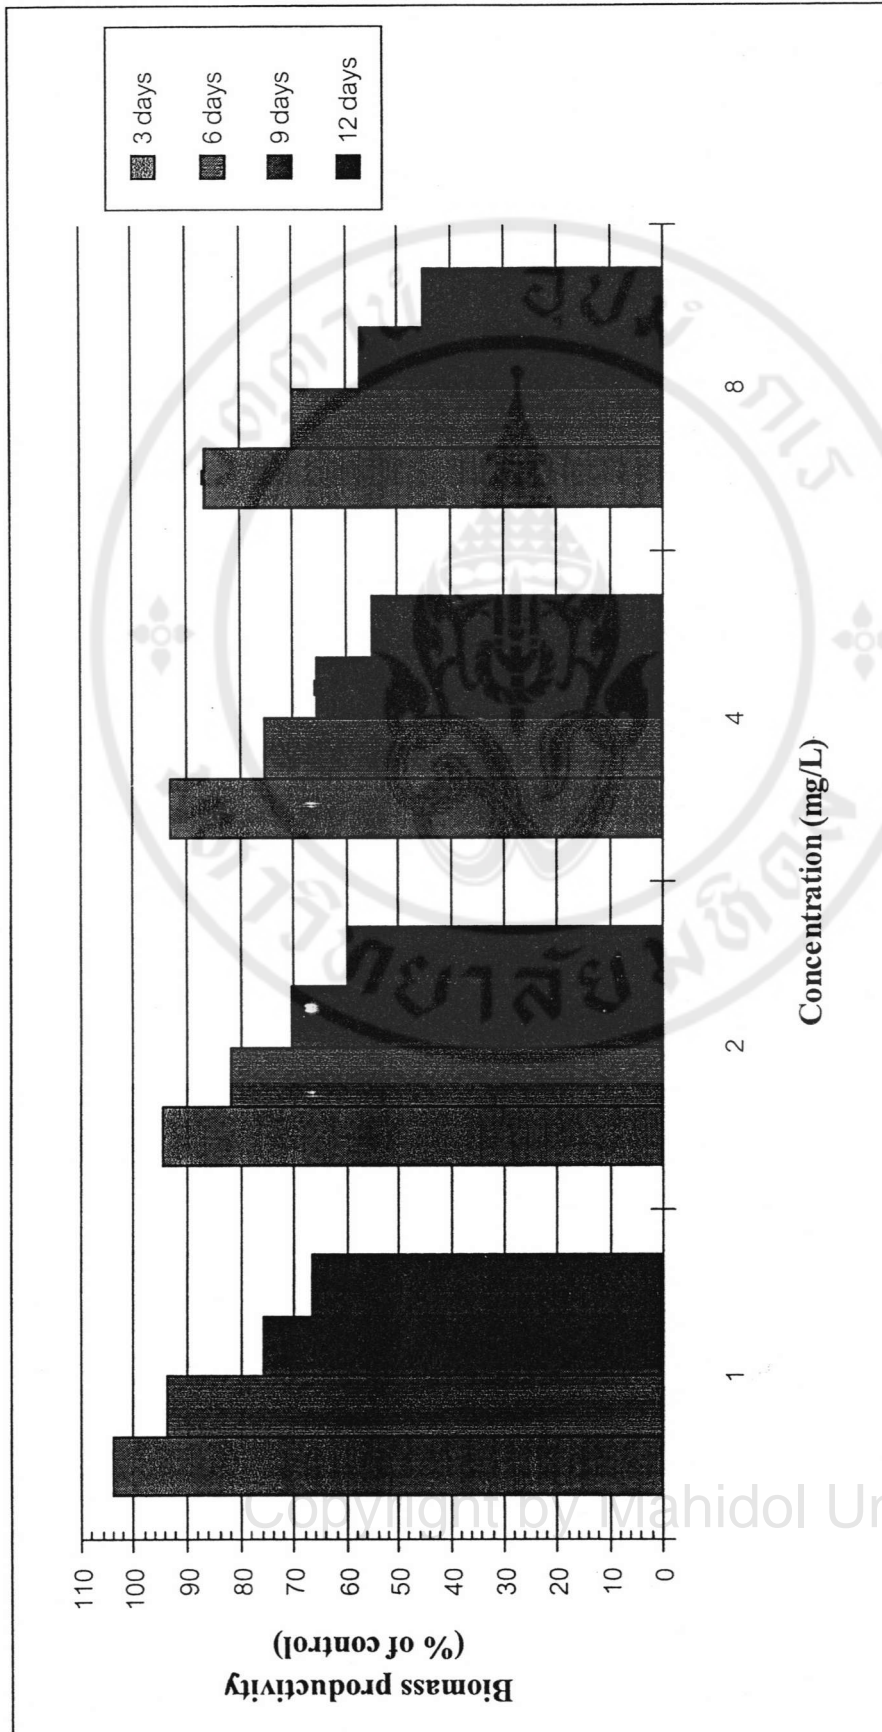 3 days
6 days
9 days
12 days
Biomass productivity
(% of control)
110
100
90
80
70
60
50
40
30
20
10
0
1
2
4
8
Concentration (mg/L)
Copyright by Mahidol Un